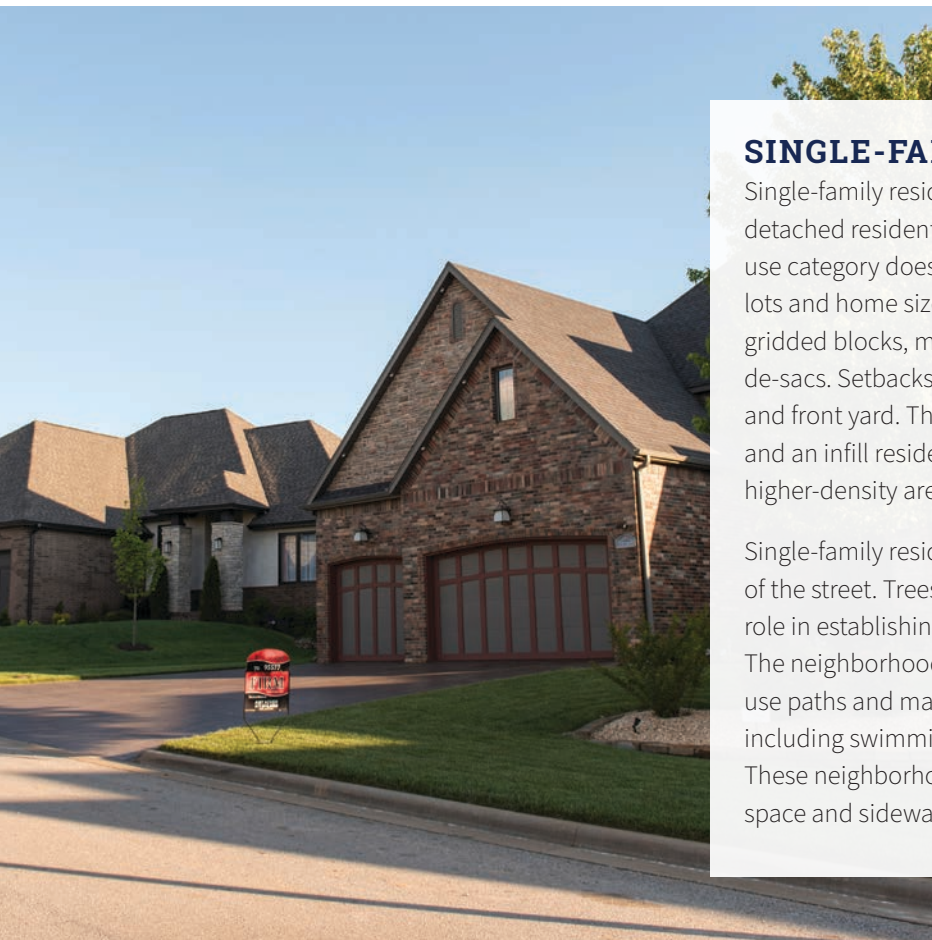 SINGLE-FA
Single-family resid
detached resident
use category does
lots and home siz
gridded blocks, m
de-sacs. Setbacks
and front yard. Th
and an infill reside
higher-density are
Single-family resid
of the street. Trees
role in establishin
The neighborhood
use paths and ma
including swimmi
These neighborho
space and sidewa